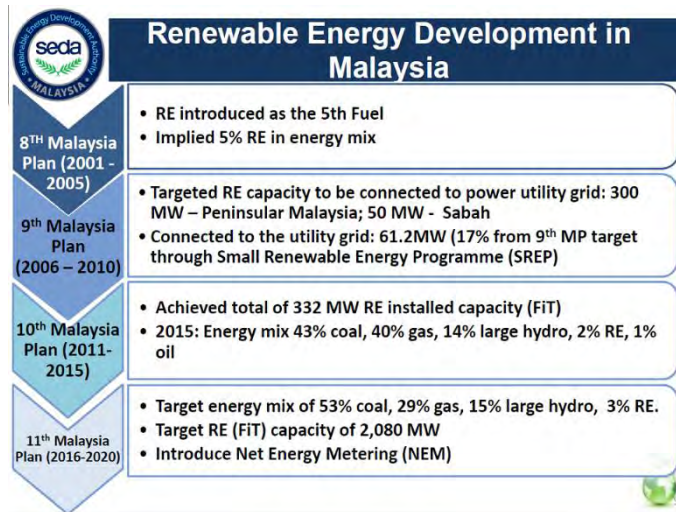 Sustainable Energy Development Authority
seda
• MALAYSIA •
Renewable Energy Development in
Malaysia
8TH Malaysia
Plan (2001 -
2005)
• RE introduced as the 5th Fuel
• Implied 5% RE in energy mix
9th Malaysia
Plan
(2006 – 2010)
• Targeted RE capacity to be connected to power utility grid: 300
MW – Peninsular Malaysia; 50 MW - Sabah
• Connected to the utility grid: 61.2MW (17% from 9th MP target
through Small Renewable Energy Programme (SREP)
10th Malaysia
Plan (2011-
2015)
• Achieved total of 332 MW RE installed capacity (FiT)
• 2015: Energy mix 43% coal, 40% gas, 14% large hydro, 2% RE, 1%
oil
11th Malaysia
Plan (2016-2020)
• Target energy mix of 53% coal, 29% gas, 15% large hydro, 3% RE.
• Target RE (FiT) capacity of 2,080 MW
• Introduce Net Energy Metering (NEM)